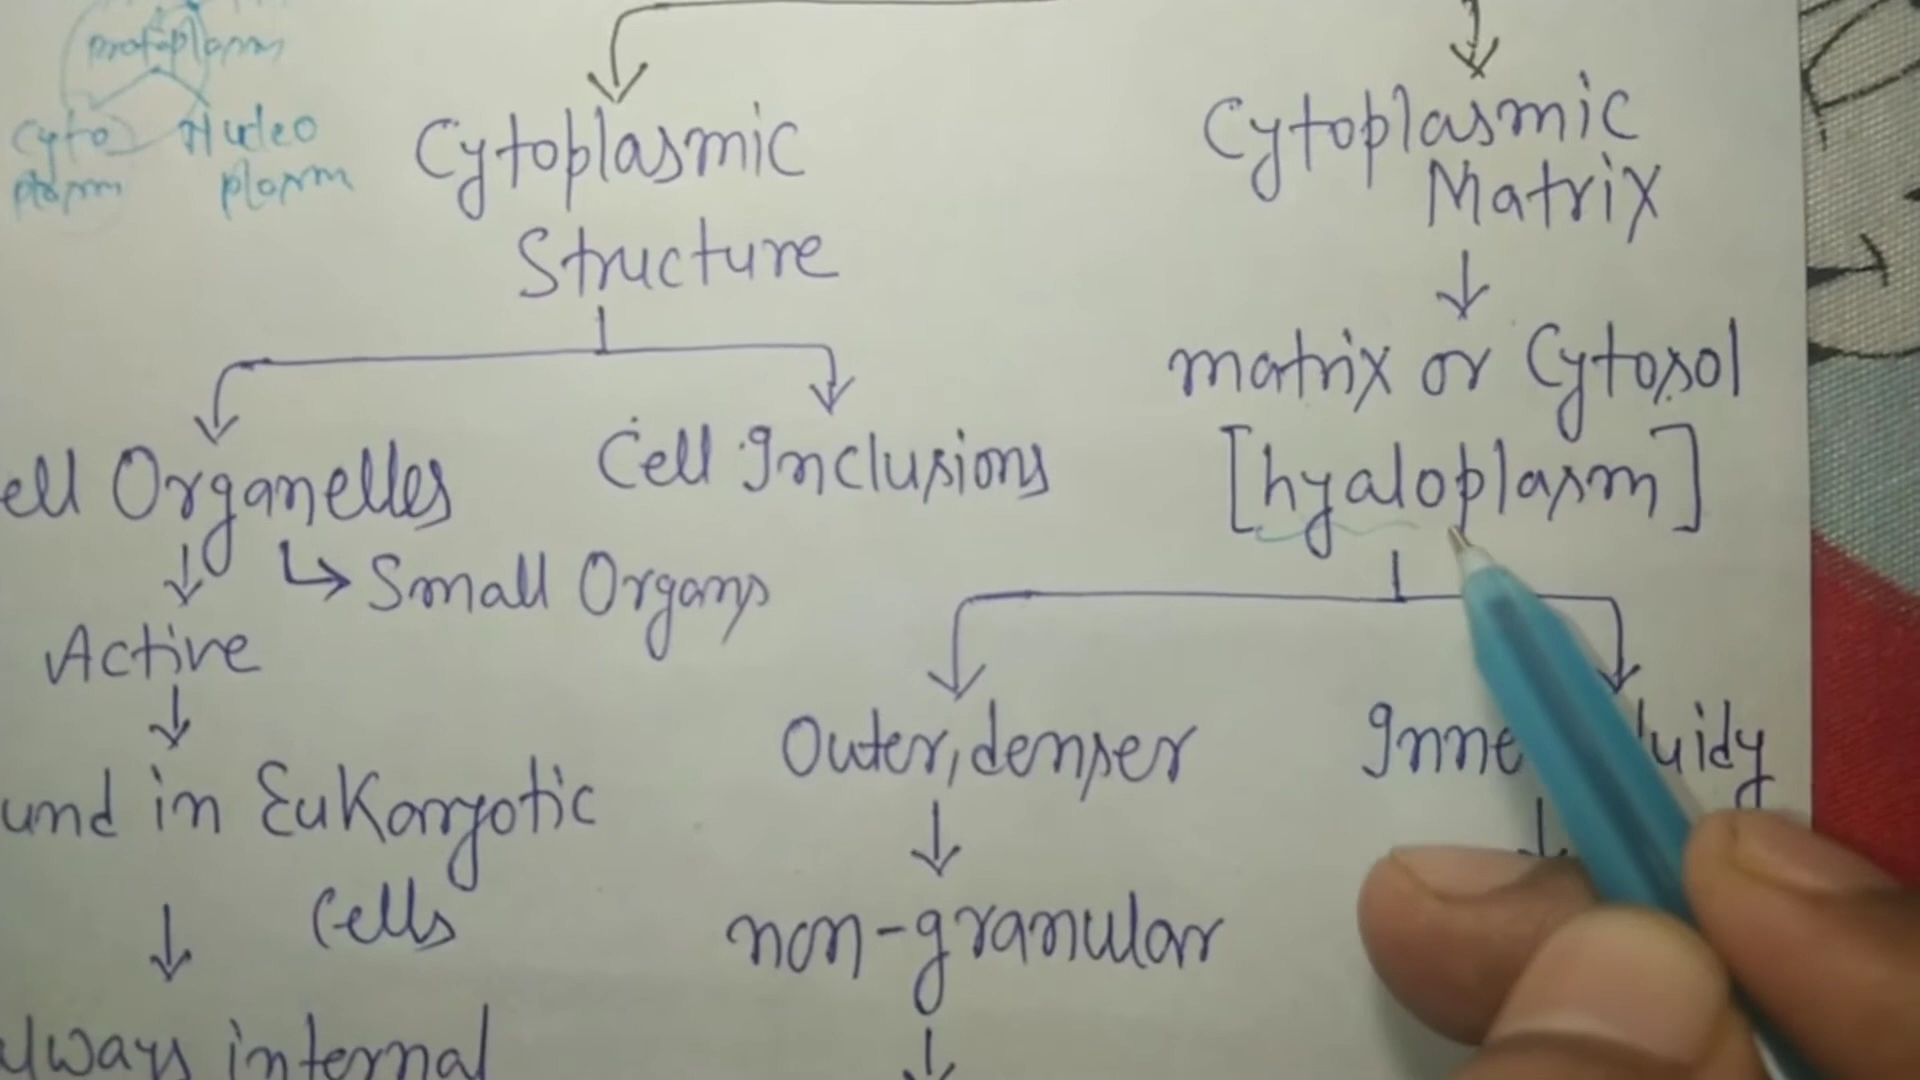 protoplasm
Cyto Nucleo
plasm plasm
Cytoplasmic
Structure
Cytoplasmic
Matrix
matrix or Cytosol
[hyaloplasm]
ell Organelles
Cell Inclusions
Small Organs
Active
und in Eukaryotic
Cells
lways internal
Outer, denser
non-granular
Inne luidy